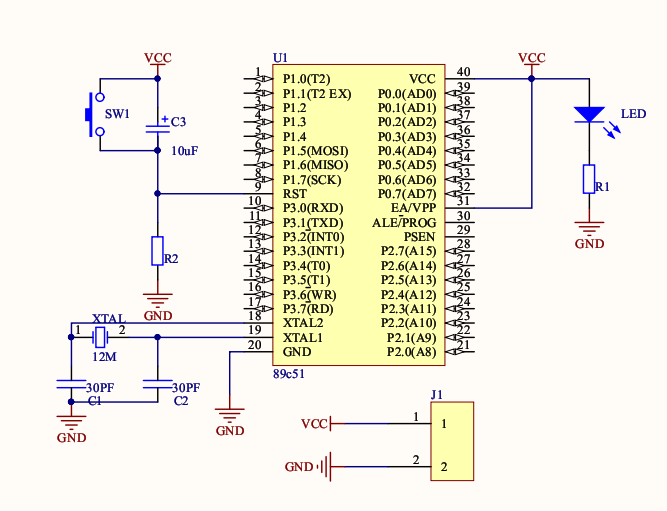 VCC
SW1
C3
10uF
R2
GND
XTAL
1 2
12M
30PF
C1
30PF
C2
GND
GND
U1
1 P1.0(T2) VCC 40
2 P1.1(T2 EX) P0.0(AD0) 39
3 P1.2 P0.1(AD1) 38
4 P1.3 P0.2(AD2) 37
5 P1.4 P0.3(AD3) 36
6 P1.5(MOSI) P0.4(AD4) 35
7 P1.6(MISO) P0.5(AD5) 34
8 P1.7(SCK) P0.6(AD6) 33
9 RST P0.7(AD7) 32
10 P3.0(RXD) EA/VPP 31
11 P3.1(TXD) ALE/PROG 30
12 P3.2(INT0) PSEN 29
13 P3.3(INT1) P2.7(A15) 28
14 P3.4(T0) P2.6(A14) 27
15 P3.5(T1) P2.5(A13) 26
16 P3.6(WR) P2.4(A12) 25
17 P3.7(RD) P2.3(A11) 24
18 XTAL2 P2.2(A10) 23
19 XTAL1 P2.1(A9) 22
20 GND P2.0(A8) 21
89c51
VCC
LED
R1
GND
J1
VCC 1 1
GND 2 2